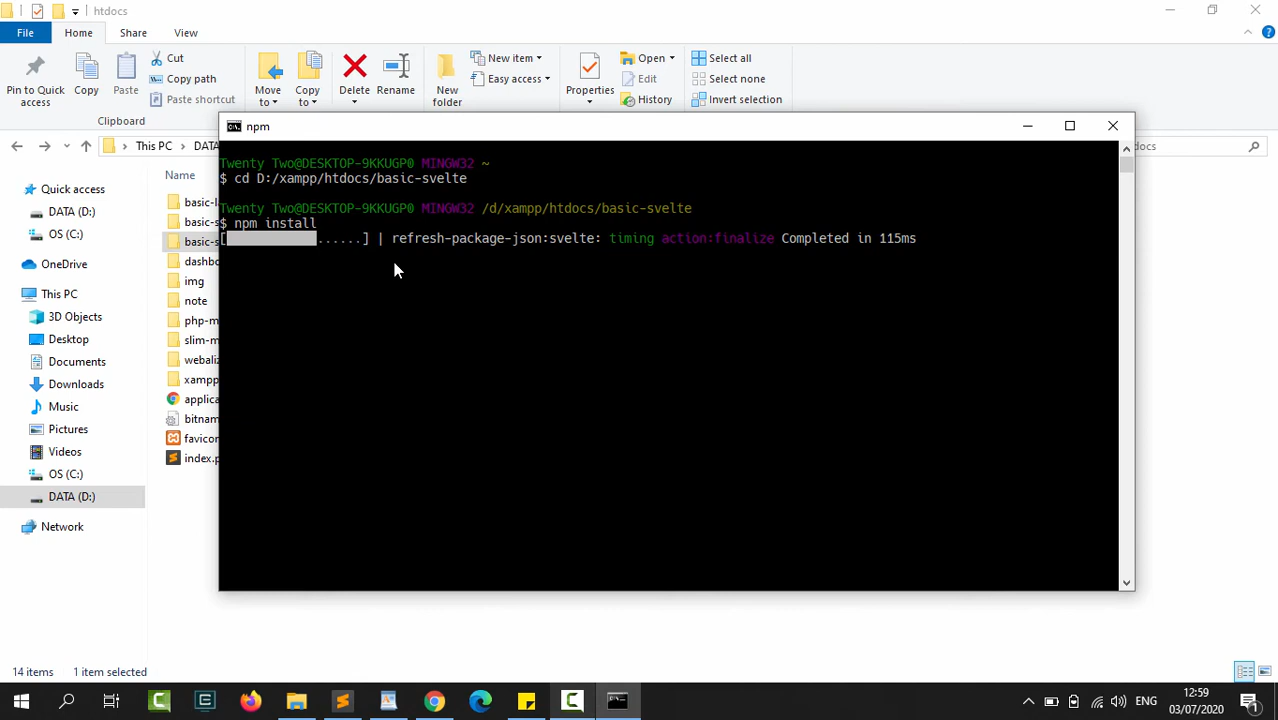 htdocs
File
Home
Share
View
Pin to Quick access
Copy
Paste
Cut
Copy path
Paste shortcut
Clipboard
Move to
Copy to
Delete
Rename
New folder
New item
Easy access
Properties
Open
Edit
History
Select all
Select none
Invert selection
This PC
Quick access
DATA (D:)
OS (C:)
OneDrive
This PC
3D Objects
Desktop
Documents
Downloads
Music
Pictures
Videos
OS (C:)
DATA (D:)
Network
Name
img
note
npm
Twenty Two@DESKTOP-9KKUGP0 MINGW32 ~
$ cd D:/xampp/htdocs/basic-svelte
Twenty Two@DESKTOP-9KKUGP0 MINGW32 /d/xampp/htdocs/basic-svelte
$ npm install
[ ......] | refresh-package-json:svelte: timing action:finalize Completed in 115ms
14 items
1 item selected
ENG
12:59
03/07/2020